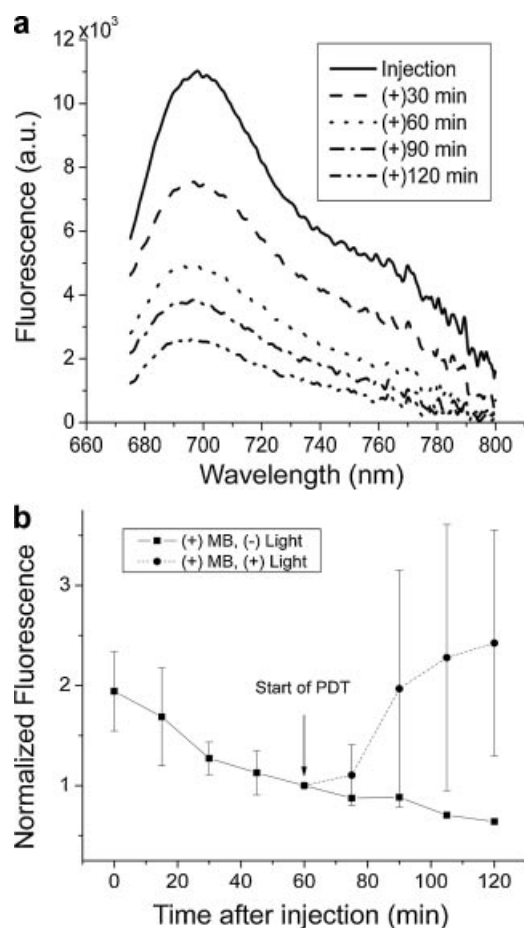 a
12 ×10³
10
8
6
4
2
0
Fluorescence (a.u.)
Injection
(+)30 min
(+)60 min
(+)90 min
(+)120 min
660 680 700 720 740 760 780 800
Wavelength (nm)
b
(+) MB, (-) Light
(+) MB, (+) Light
3
2
1
Normalized Fluorescence
Start of PDT
0 20 40 60 80 100 120
Time after injection (min)